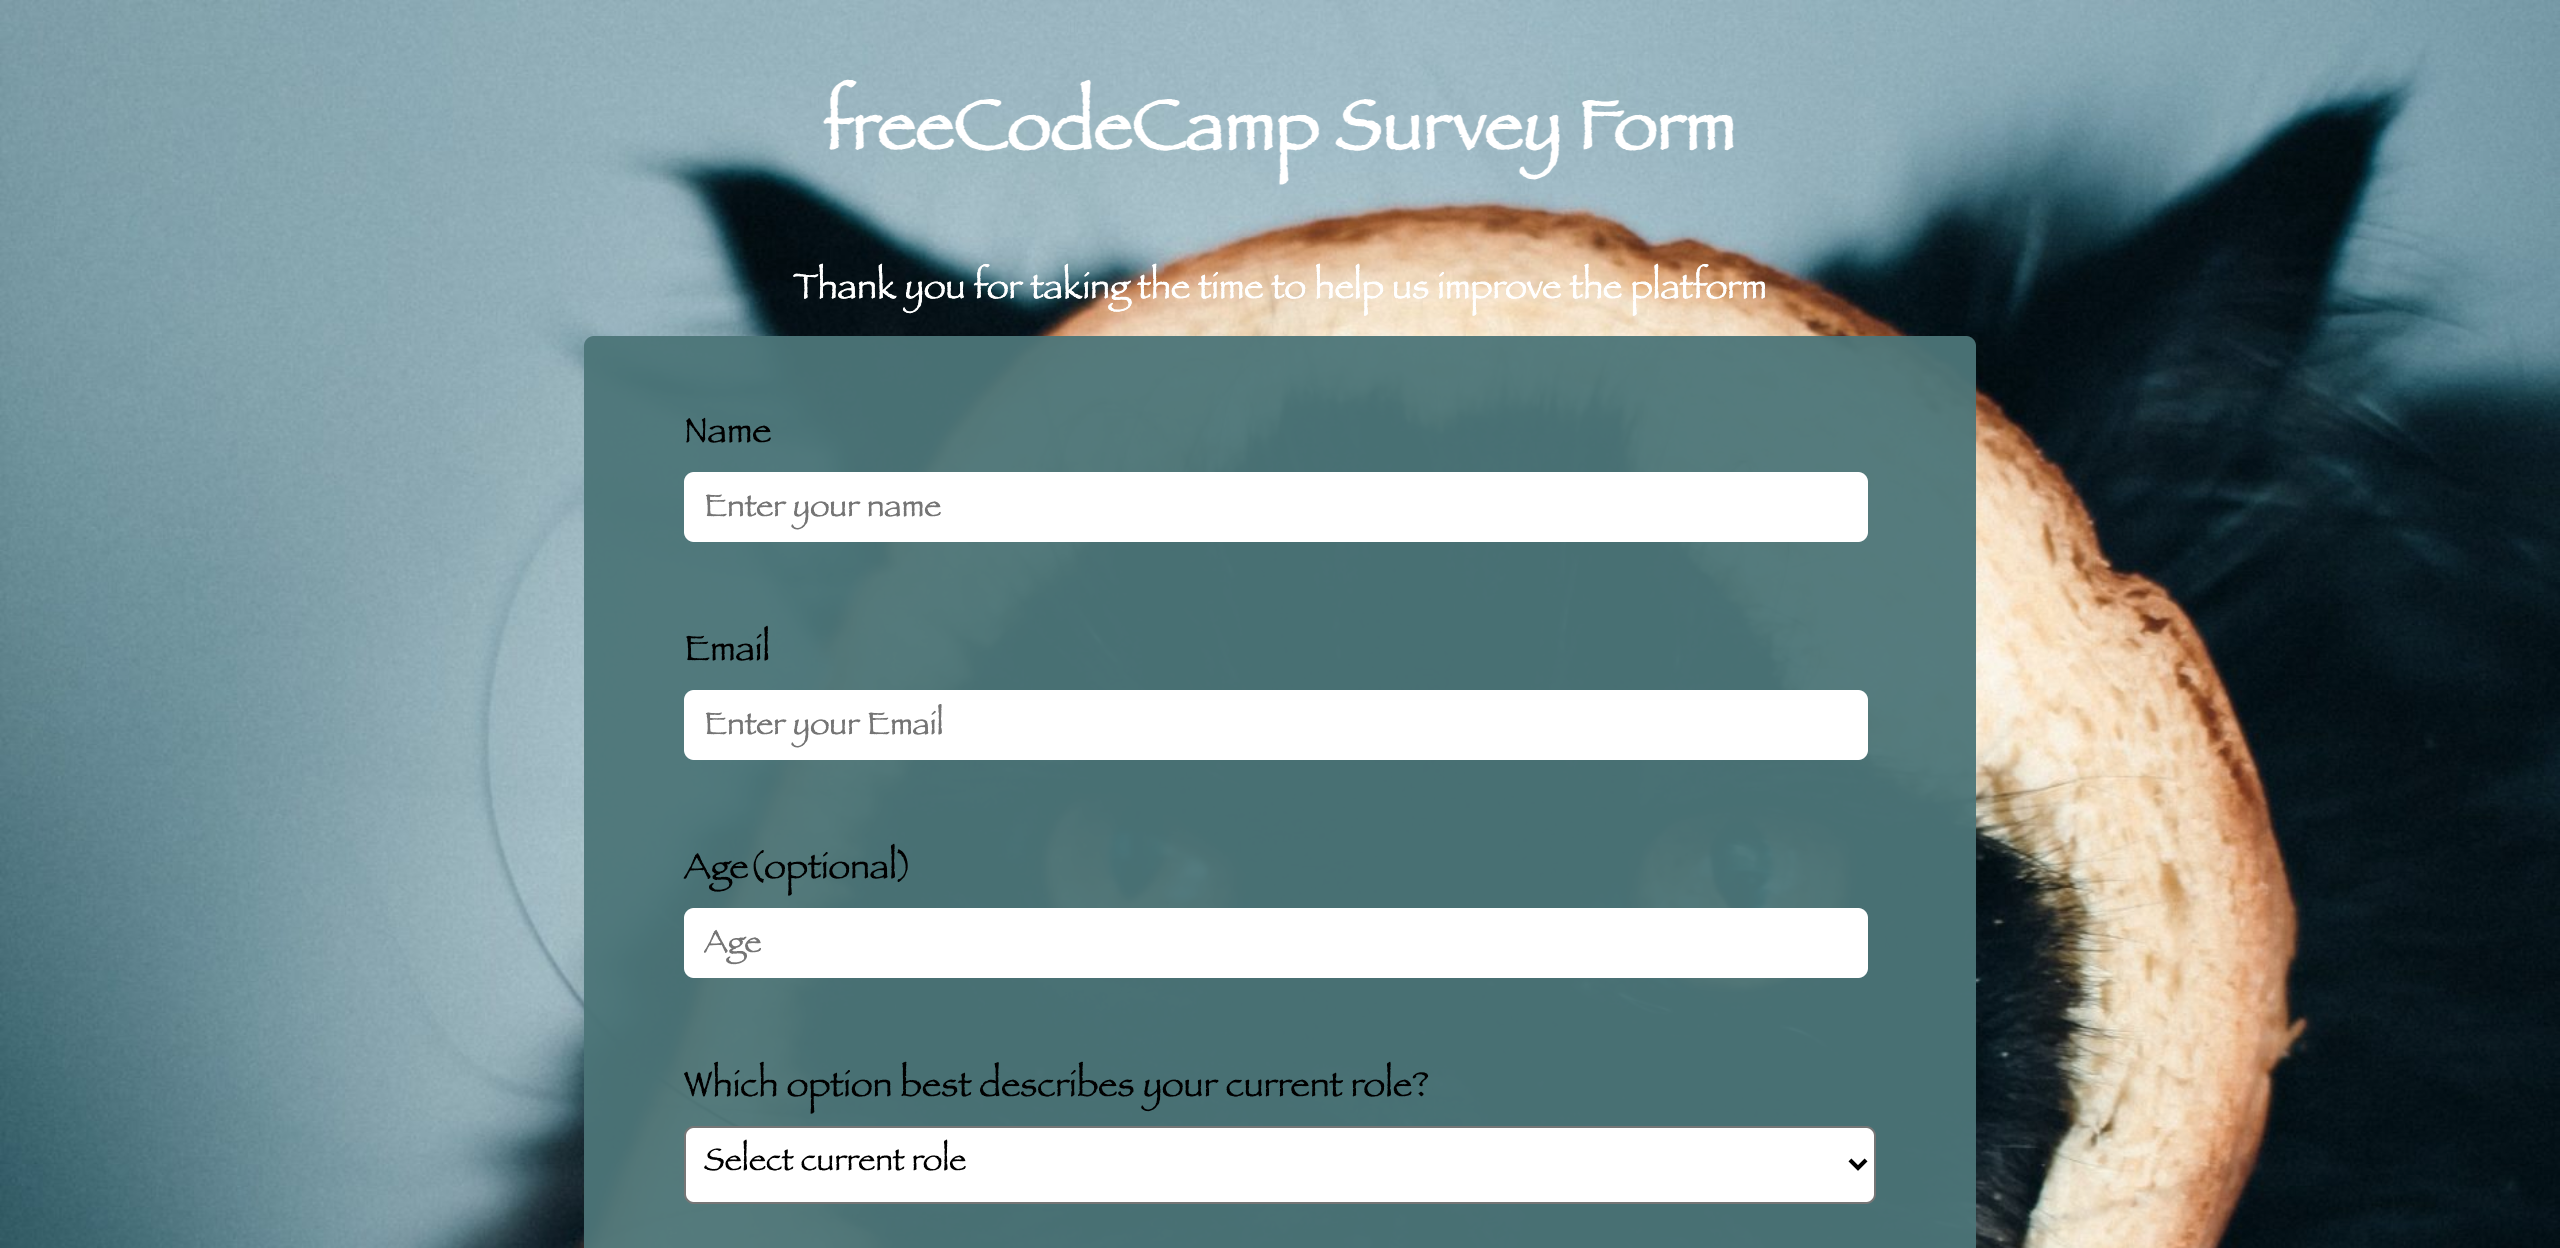 freeCodeCamp Survey Form
Thank you for taking the time to help us improve the platform
Name
Enter your name
Email
Enter your Email
Age (optional)
Age
Which option best describes your current role?
Select current role